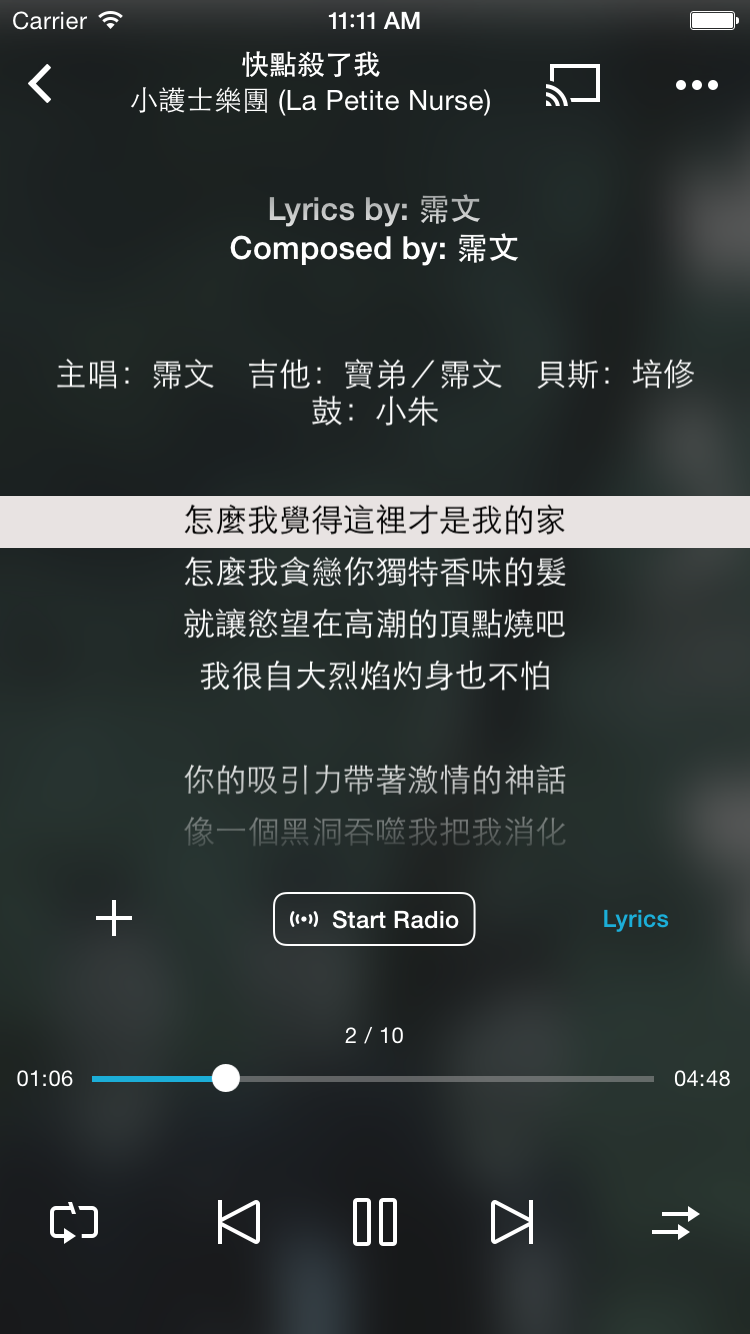 Carrier 11:11 AM
快點殺了我
小護士樂團 (La Petite Nurse)
Lyrics by: 霈文
Composed by: 霈文
主唱：霈文　吉他：寶弟／霈文　貝斯：培修
鼓：小朱
怎麼我覺得這裡才是我的家
怎麼我貪戀你獨特香味的髮
就讓慾望在高潮的頂點燒吧
我很自大烈焰灼身也不怕
你的吸引力帶著激情的神話
像一個黑洞吞噬我把我消化
Start Radio
Lyrics
2 / 10
01:06
04:48